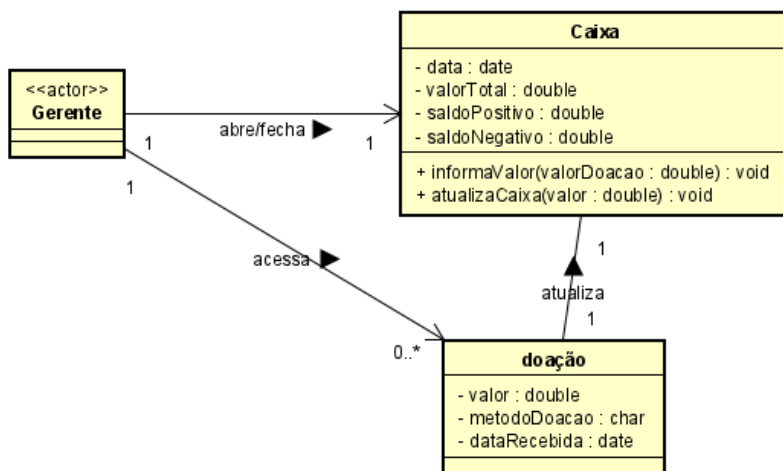 Caixa
- data : date
- valorTotal : double
- saldoPositivo : double
- saldoNegativo : double
+ informaValor(valorDoacao : double) : void
+ atualizaCaixa(valor : double) : void
<<actor>>
Gerente
1
abre/fecha
1
1
acessa
0..*
1
atualiza
1
doação
- valor : double
- metodoDoacao : char
- dataRecebida : date